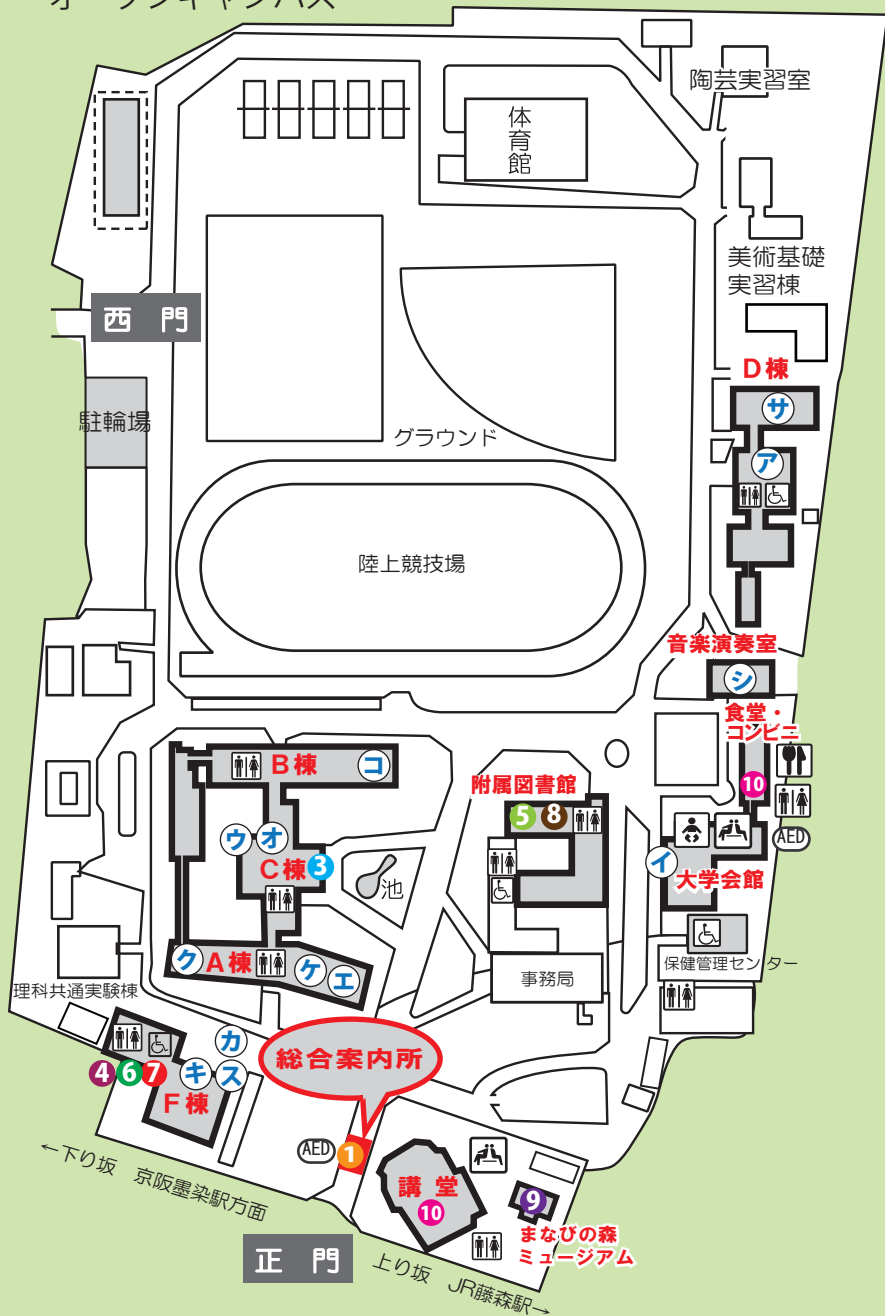 オープンキャンパス
陶芸実習室
体育館
美術基礎
実習棟
西 門
D棟
サ
駐輪場
グラウンド
ア
陸上競技場
音楽演奏室
シ
食堂・
コンビニ
B棟
コ
附属図書館
10
5
8
ウ
オ
C棟
3
AED
イ
大学会館
池
ク
A棟
ケ
エ
事務局
保健管理センター
理科共通実験棟
カ
総合案内所
4
6
7
キ
ス
F棟
AED
1
講 堂
10
9
まなびの森
ミュージアム
←下り坂 京阪墨染駅方面
正 門
上り坂 JR藤森駅→